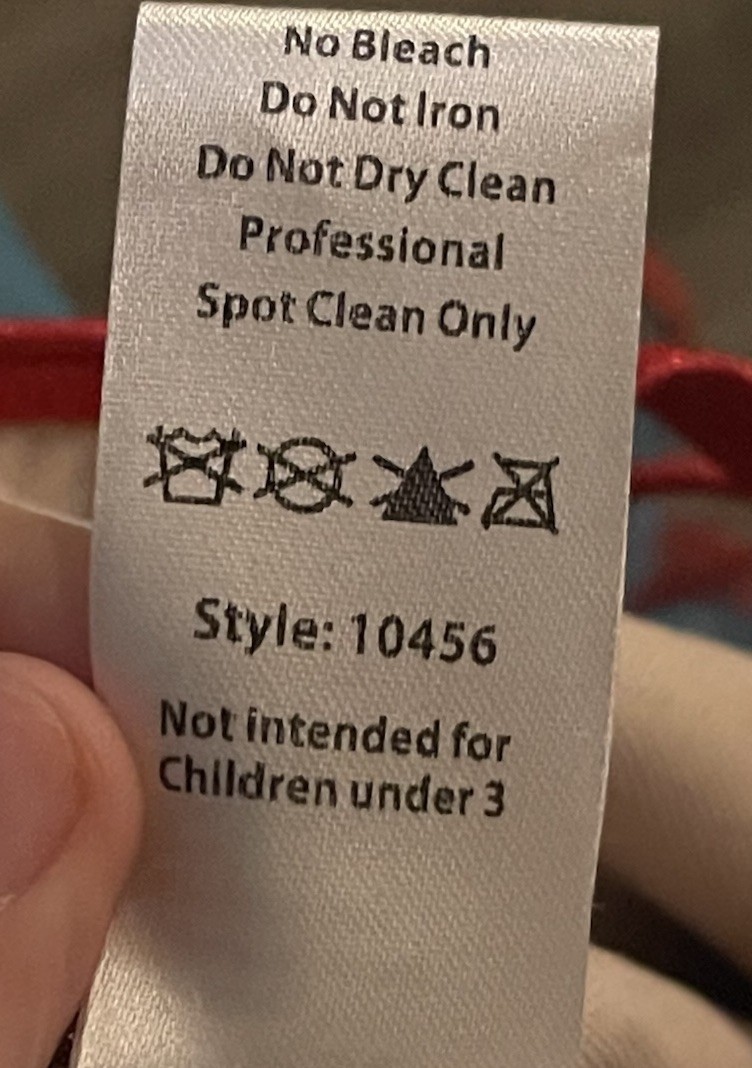 No Bleach
Do Not Iron
Do Not Dry Clean
Professional
Spot Clean Only
Style: 10456
Not intended for
Children under 3